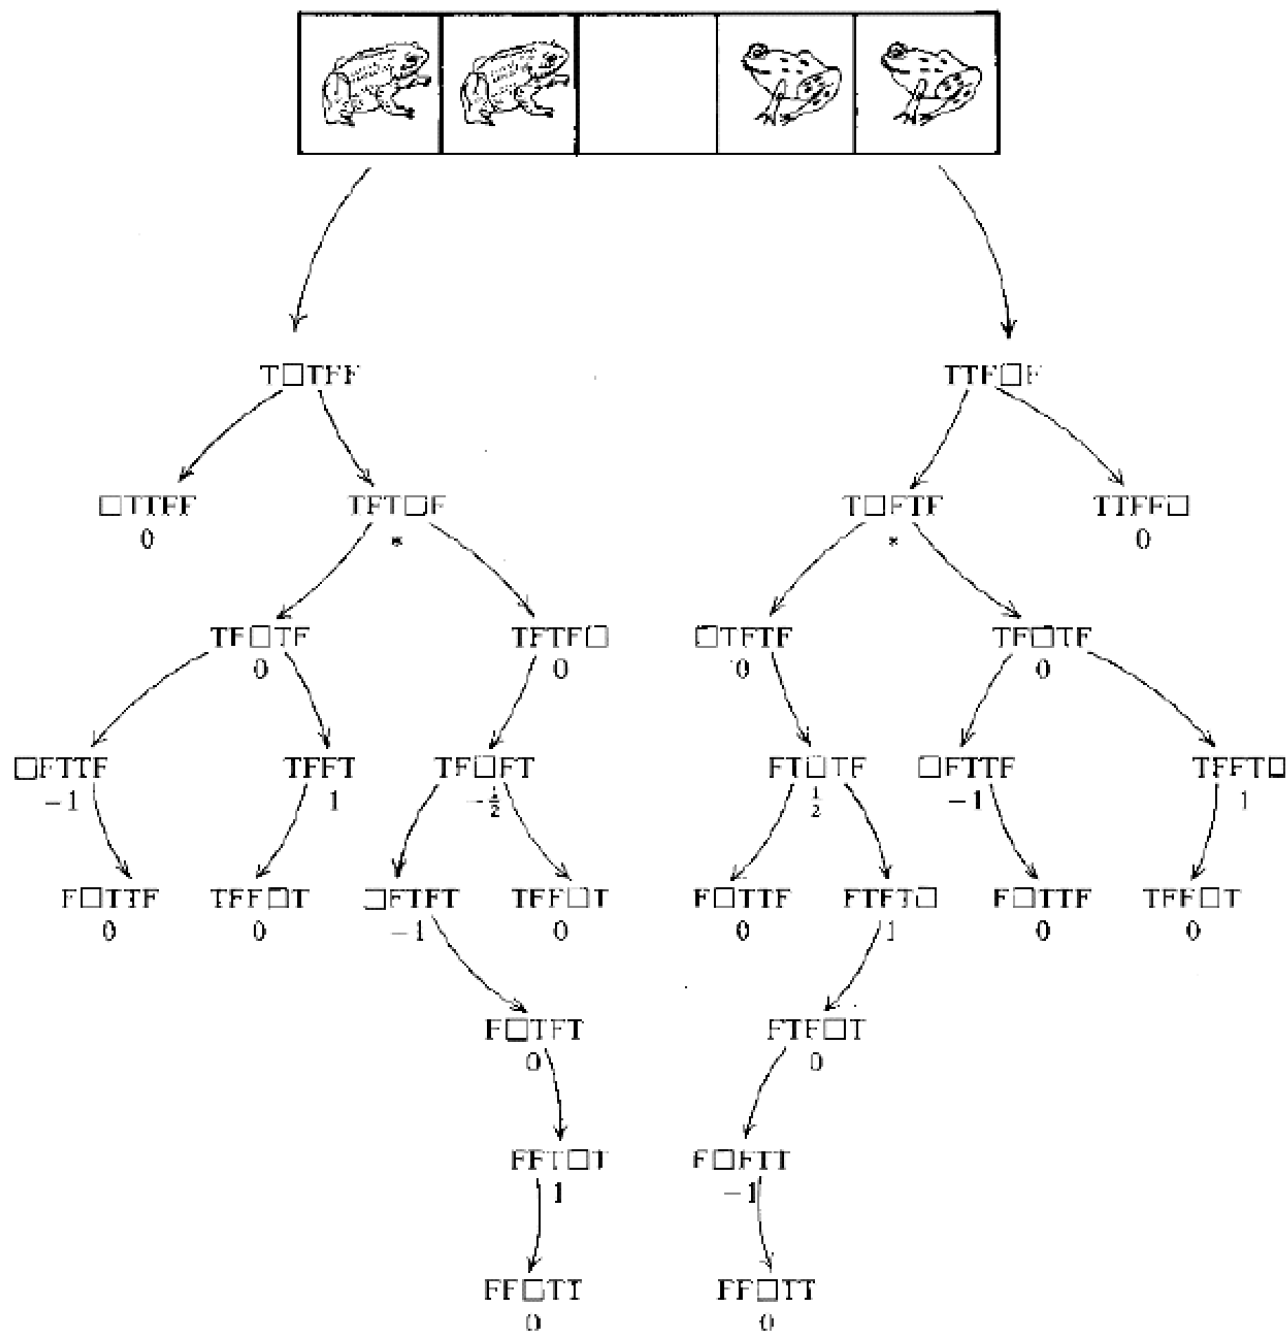 T□TFF TTF□F
□TTFF TFT□F T□FTF TTFF□
0 * * 0
TF□TF TFTF□ □TFTF TF□TF
0 0 0 0
□FTTF TFFT TF□FT FT□TF □FTTF TFFT□
−1 1 −½ ½ −1 1
F□TTF TFF□T □FTFT TFF□T F□TTF FTFT□ F□TTF TFF□T
0 0 −1 0 0 1 0 0
F□TFT FTF□T
0 0
FFT□T F□FTT
1 −1
FF□TT FF□TT
0 0